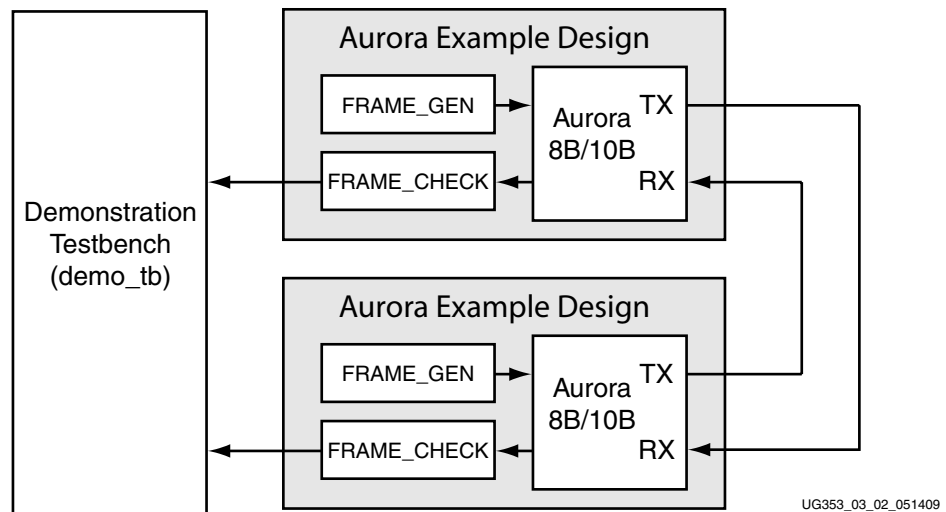 Demonstration
Testbench
(demo_tb)
Aurora Example Design
FRAME_GEN
FRAME_CHECK
Aurora
8B/10B
TX
RX
Aurora Example Design
FRAME_GEN
FRAME_CHECK
Aurora
8B/10B
TX
RX
UG353_03_02_051409